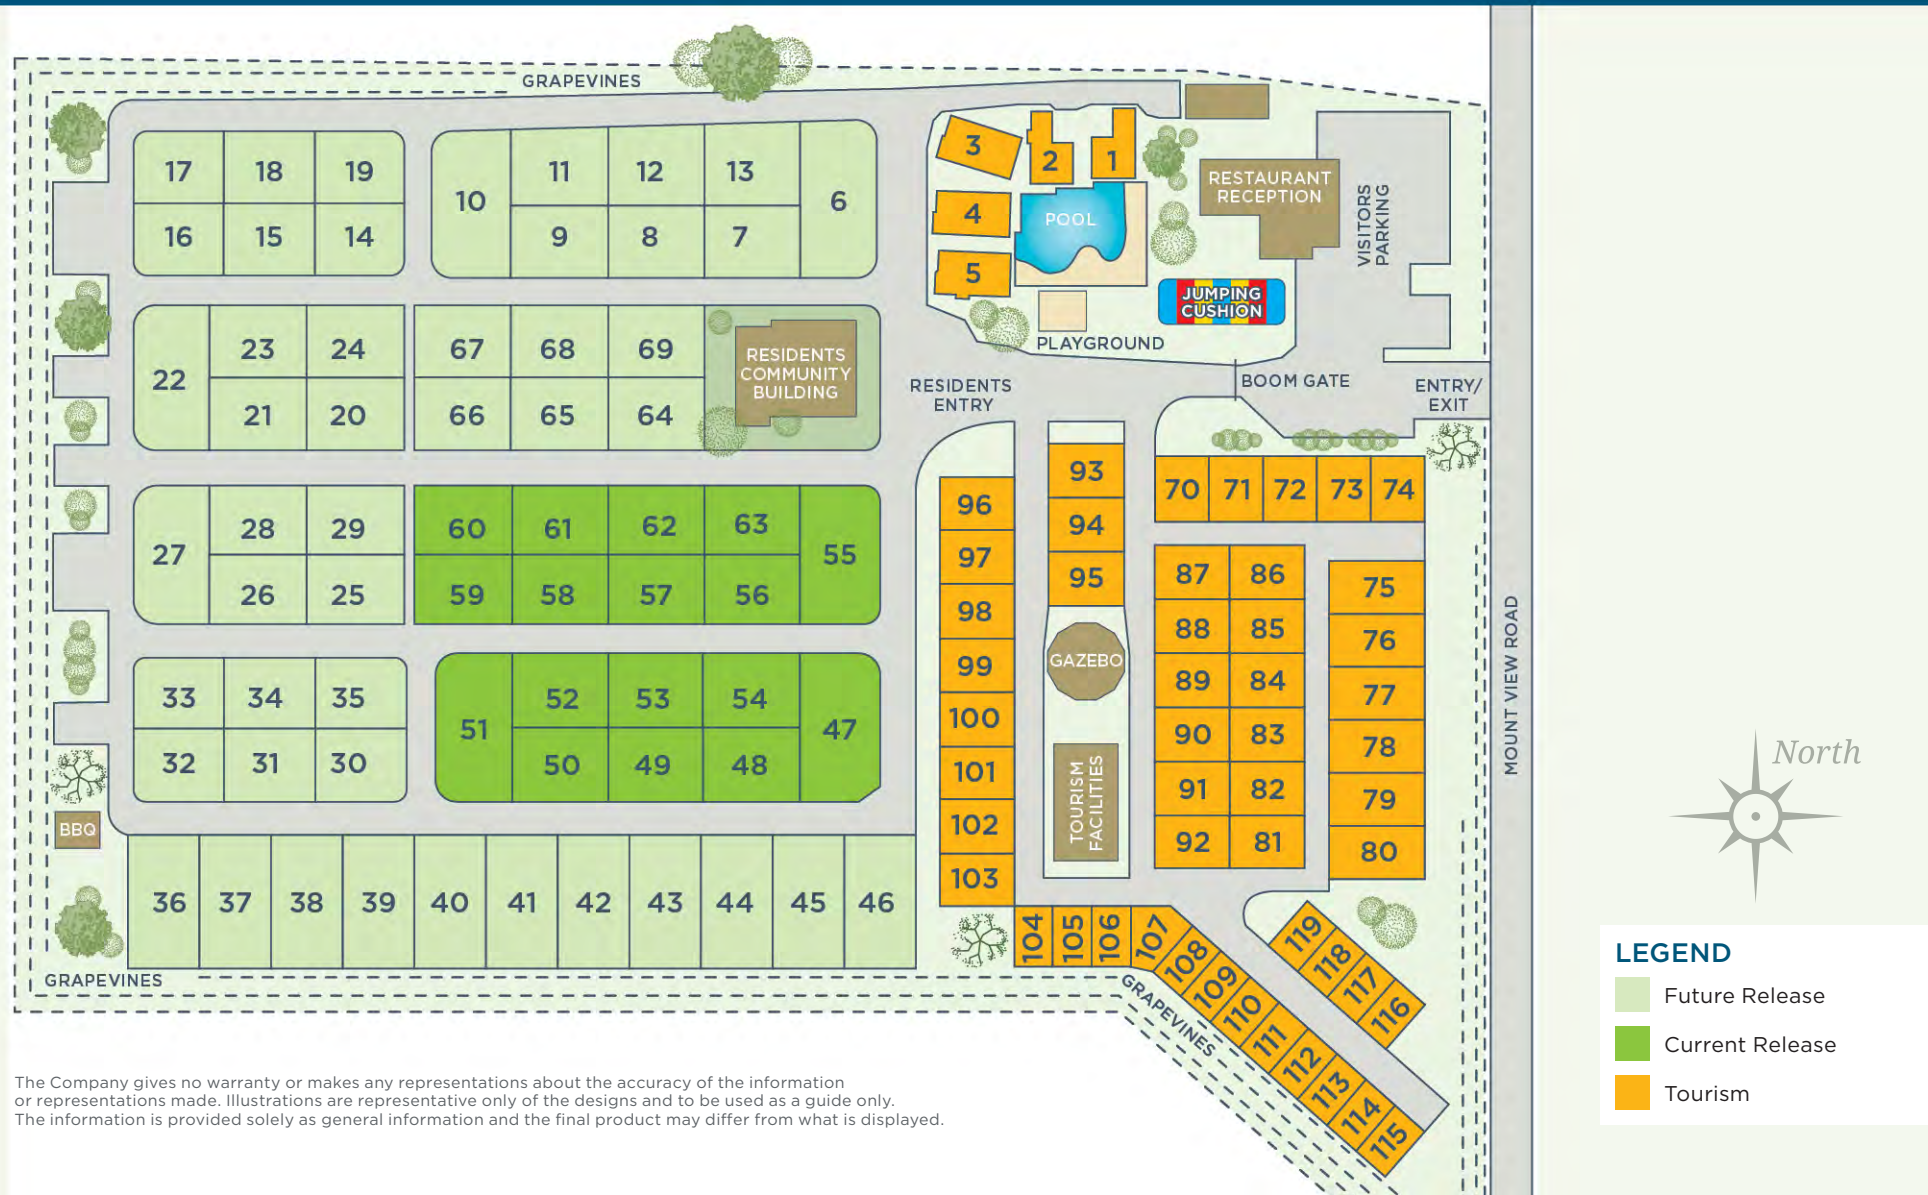 GRAPEVINES
17 18 19
16 15 14
10 11 12 13 6
9 8 7
3 2 1
4
5
POOL
RESTAURANT
RECEPTION
VISITORS
PARKING
JUMPING
CUSHION
PLAYGROUND
22 23 24
21 20
67 68 69
66 65 64
RESIDENTS
COMMUNITY
BUILDING
RESIDENTS
ENTRY
BOOM GATE
ENTRY/
EXIT
27 28 29
26 25
60 61 62 63 55
59 58 57 56
33 34 35
32 31 30
51 52 53 54 47
50 49 48
BBQ
36 37 38 39 40 41 42 43 44 45 46
GRAPEVINES
96
97
98
99
100
101
102
103
93
94
95
GAZEBO
TOURISM
FACILITIES
70 71 72 73 74
87 86
88 85
89 84
90 83
91 82
92 81
75
76
77
78
79
80
104 105 106 107 108 109 110 111 112 113 114 115
119 118 117 116
GRAPEVINES
MOUNT VIEW ROAD
North
LEGEND
Future Release
Current Release
Tourism
The Company gives no warranty or makes any representations about the accuracy of the information
or representations made. Illustrations are representative only of the designs and to be used as a guide only.
The information is provided solely as general information and the final product may differ from what is displayed.